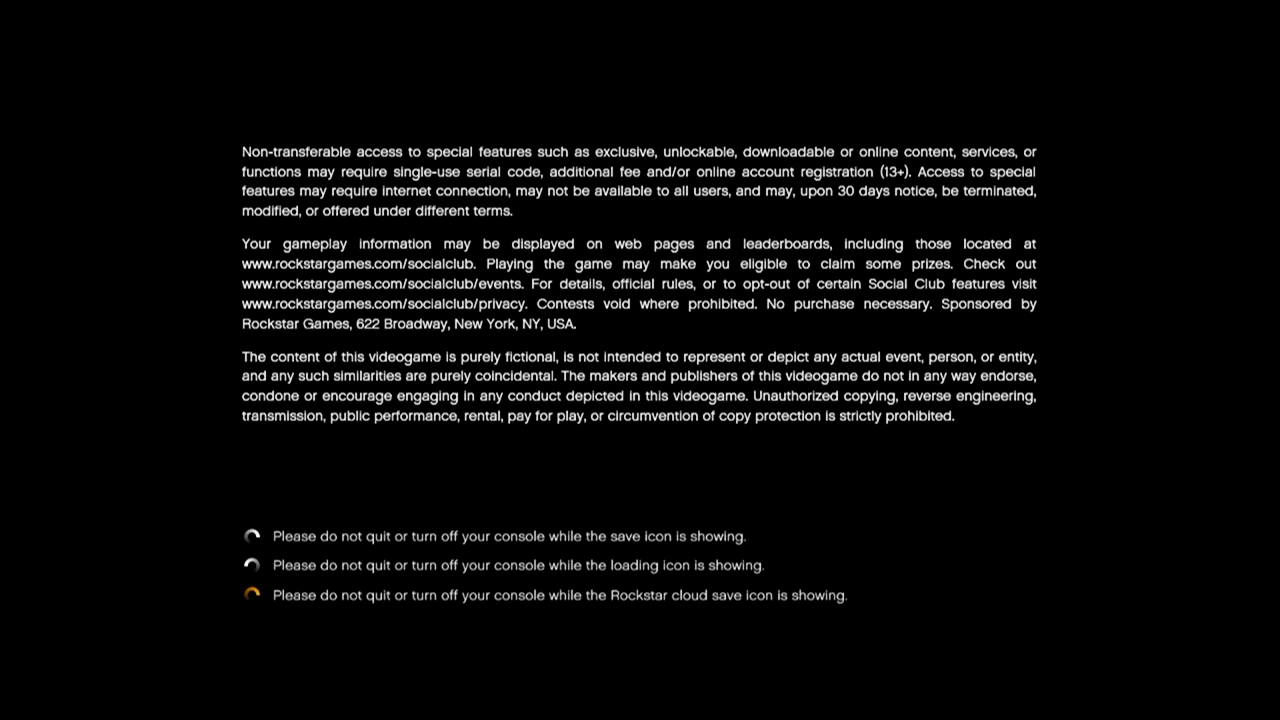 Non-transferable access to special features such as exclusive, unlockable, downloadable or online content, services, or
functions may require single-use serial code, additional fee and/or online account registration (13+). Access to special
features may require internet connection, may not be available to all users, and may, upon 30 days notice, be terminated,
modified, or offered under different terms.
Your gameplay information may be displayed on web pages and leaderboards, including those located at
www.rockstargames.com/socialclub. Playing the game may make you eligible to claim some prizes. Check out
www.rockstargames.com/socialclub/events. For details, official rules, or to opt-out of certain Social Club features visit
www.rockstargames.com/socialclub/privacy. Contests void where prohibited. No purchase necessary. Sponsored by
Rockstar Games, 622 Broadway, New York, NY, USA.
The content of this videogame is purely fictional, is not intended to represent or depict any actual event, person, or entity,
and any such similarities are purely coincidental. The makers and publishers of this videogame do not in any way endorse,
condone or encourage engaging in any conduct depicted in this videogame. Unauthorized copying, reverse engineering,
transmission, public performance, rental, pay for play, or circumvention of copy protection is strictly prohibited.
Please do not quit or turn off your console while the save icon is showing.
Please do not quit or turn off your console while the loading icon is showing.
Please do not quit or turn off your console while the Rockstar cloud save icon is showing.